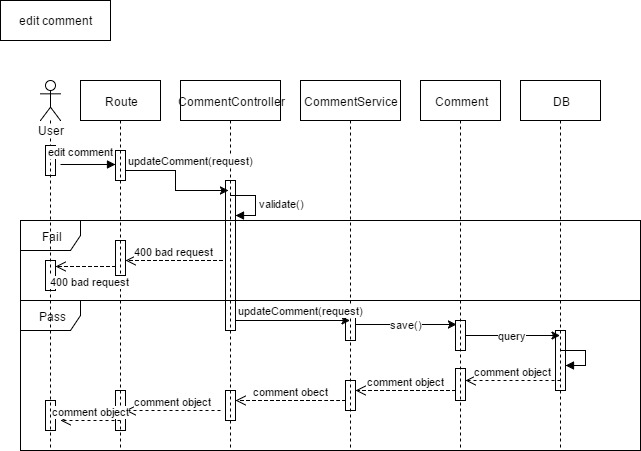 edit comment
User
Route
CommentController
CommentService
Comment
DB
edit comment
updateComment(request)
validate()
Fail
400 bad request
400 bad request
Pass
updateComment(request)
save()
query
comment object
comment object
comment obect
comment object
comment object